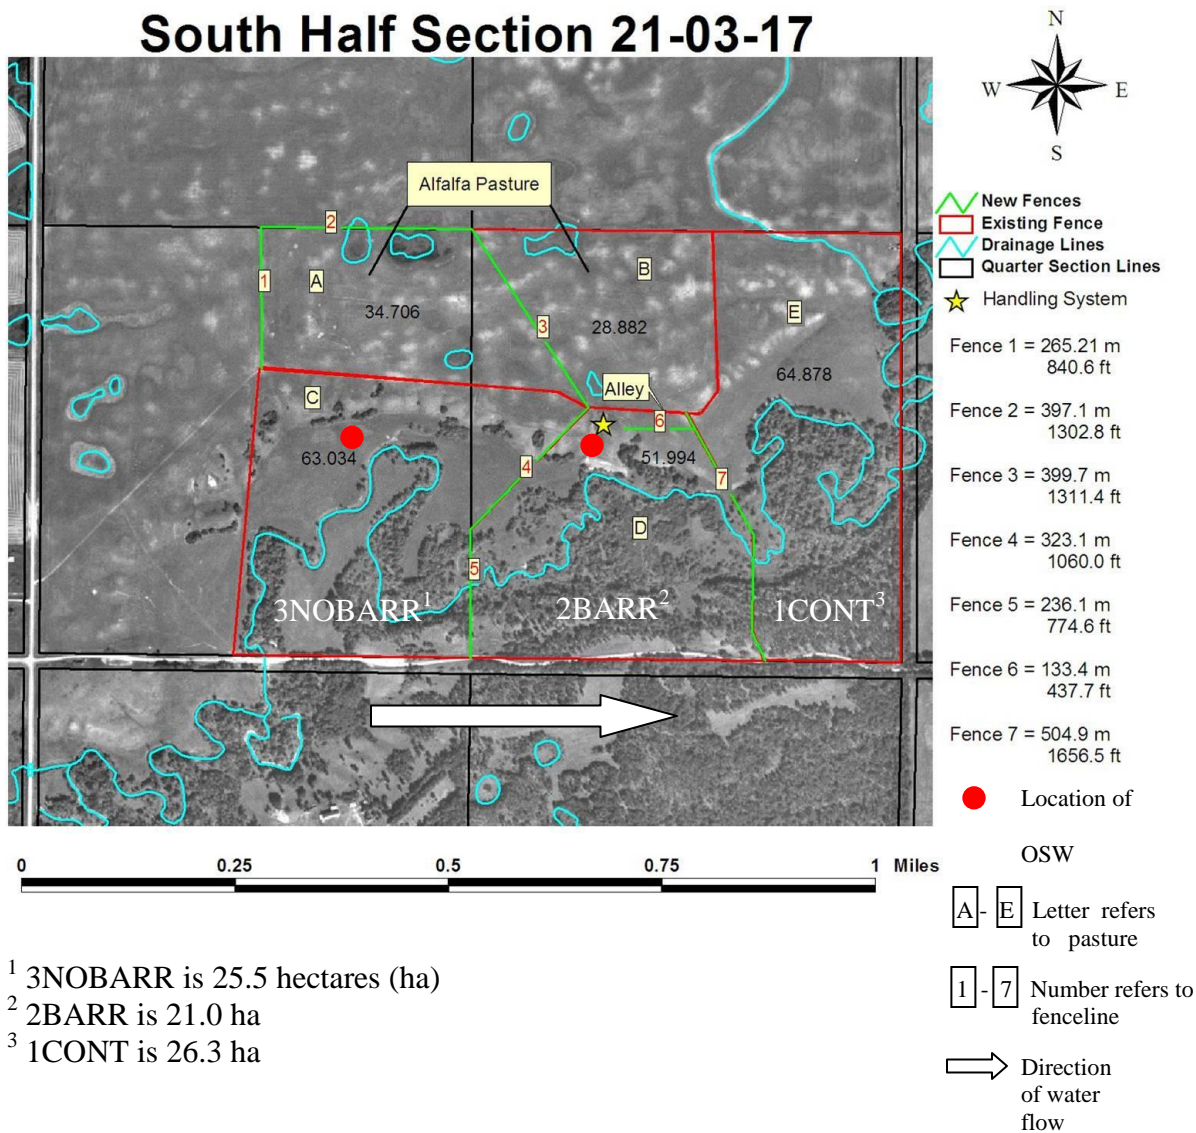 South Half Section 21-03-17
N
W
E
S
Alfalfa Pasture
2
1
A
B
3
34.706
28.882
E
64.878
C
Alley
6
63.034
51.994
4
7
D
5
3NOBARR1
2BARR2
1CONT3
New Fences
Existing Fence
Drainage Lines
Quarter Section Lines
Handling System
Fence 1 = 265.21 m
840.6 ft
Fence 2 = 397.1 m
1302.8 ft
Fence 3 = 399.7 m
1311.4 ft
Fence 4 = 323.1 m
1060.0 ft
Fence 5 = 236.1 m
774.6 ft
Fence 6 = 133.4 m
437.7 ft
Fence 7 = 504.9 m
1656.5 ft
Location of
OSW
A - E Letter refers
to pasture
1 - 7 Number refers to
fenceline
Direction
of water
flow
0 0.25 0.5 0.75 1 Miles
1 3NOBARR is 25.5 hectares (ha)
2 2BARR is 21.0 ha
3 1CONT is 26.3 ha